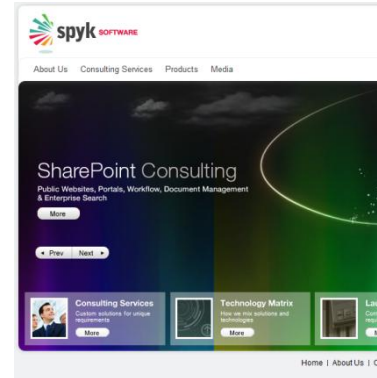 spyk SOFTWARE
About Us Consulting Services Products Media
SharePoint Consulting
Public Websites, Portals, Workflow, Document Management
& Enterprise Search
More
Prev Next
Consulting Services
Custom solutions for unique
requirements
More
Technology Matrix
How we mix solutions and
technologies
More
Home | About Us |